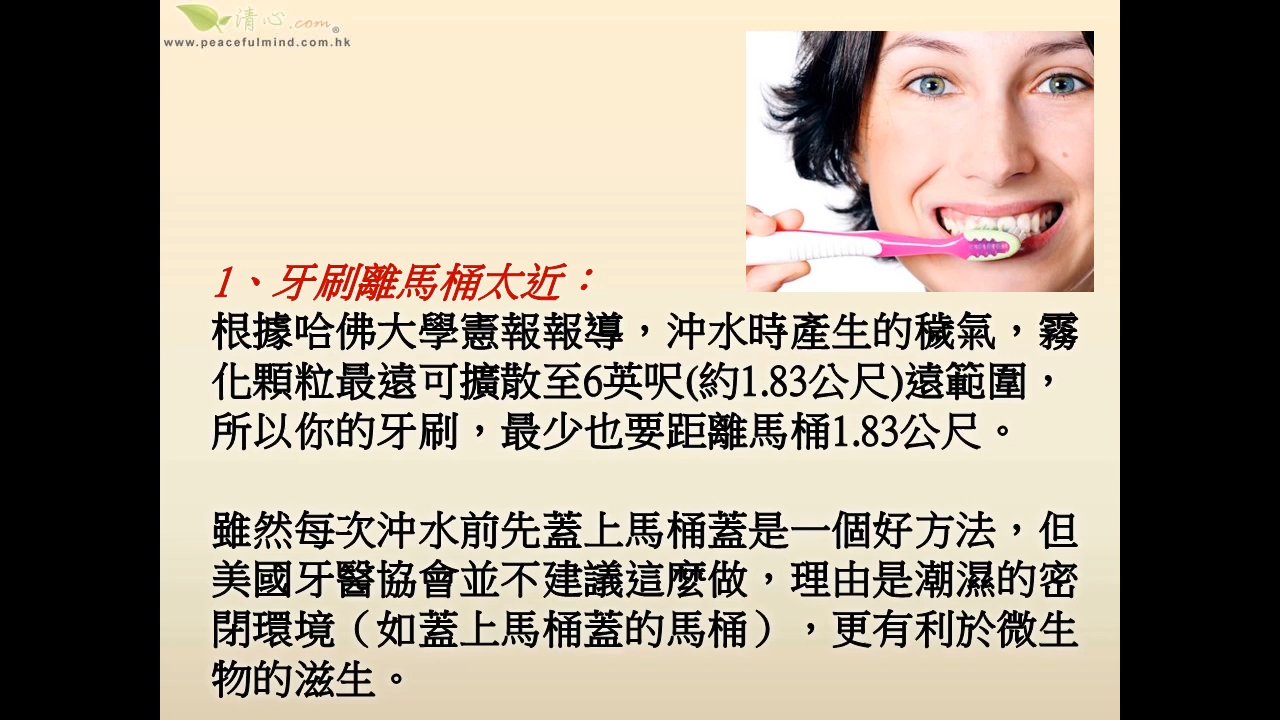 清心.com®
www.peacefulmind.com.hk
1、牙刷離馬桶太近：
根據哈佛大學憲報報導，沖水時產生的穢氣，霧
化顆粒最遠可擴散至6英呎(約1.83公尺)遠範圍，
所以你的牙刷，最少也要距離馬桶1.83公尺。
雖然每次沖水前先蓋上馬桶蓋是一個好方法，但
美國牙醫協會並不建議這麼做，理由是潮濕的密
閉環境（如蓋上馬桶蓋的馬桶），更有利於微生
物的滋生。